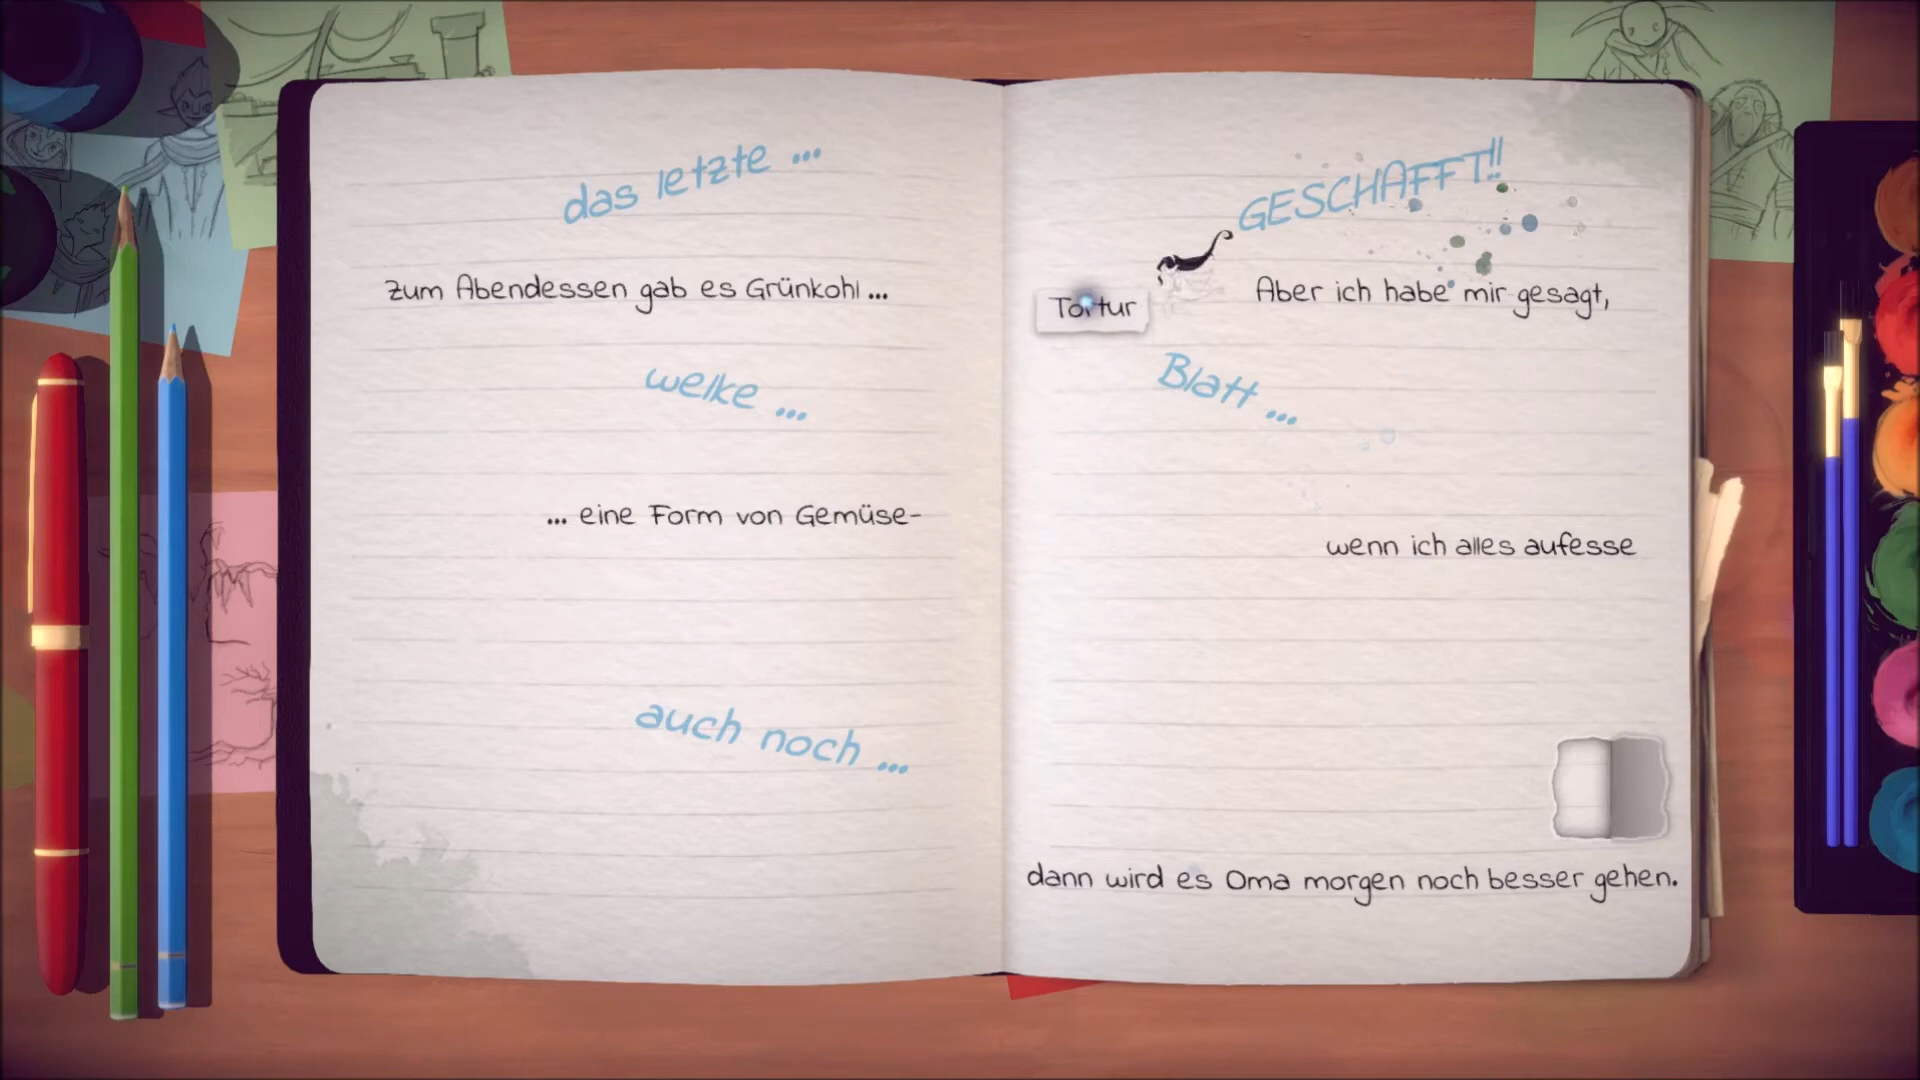 das letzte ...
zum Abendessen gab es Grünkohl ...
welke ...
... eine Form von Gemüse-
auch noch ...
GESCHAFFT!!
Tortur
Aber ich habe mir gesagt,
Blatt ...
wenn ich alles aufesse
dann wird es Oma morgen noch besser gehen.